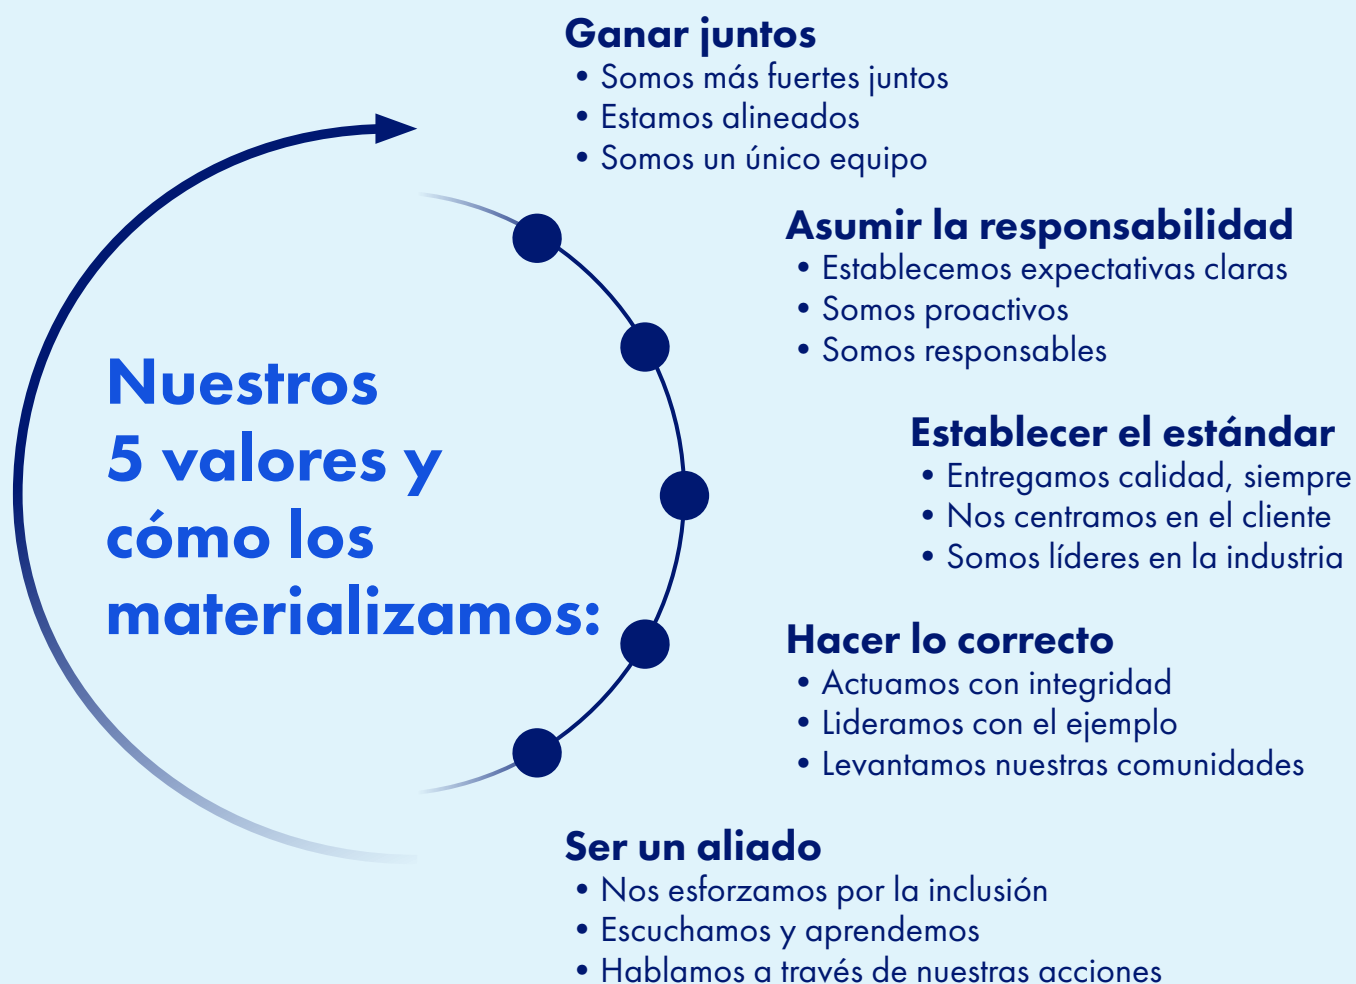 Ganar juntos
• Somos más fuertes juntos
• Estamos alineados
• Somos un único equipo
Asumir la responsabilidad
• Establecemos expectativas claras
• Somos proactivos
• Somos responsables
Nuestros
5 valores y
cómo los
materializamos:
Establecer el estándar
• Entregamos calidad, siempre
• Nos centramos en el cliente
• Somos líderes en la industria
Hacer lo correcto
• Actuamos con integridad
• Lideramos con el ejemplo
• Levantamos nuestras comunidades
Ser un aliado
• Nos esforzamos por la inclusión
• Escuchamos y aprendemos
• Hablamos a través de nuestras acciones